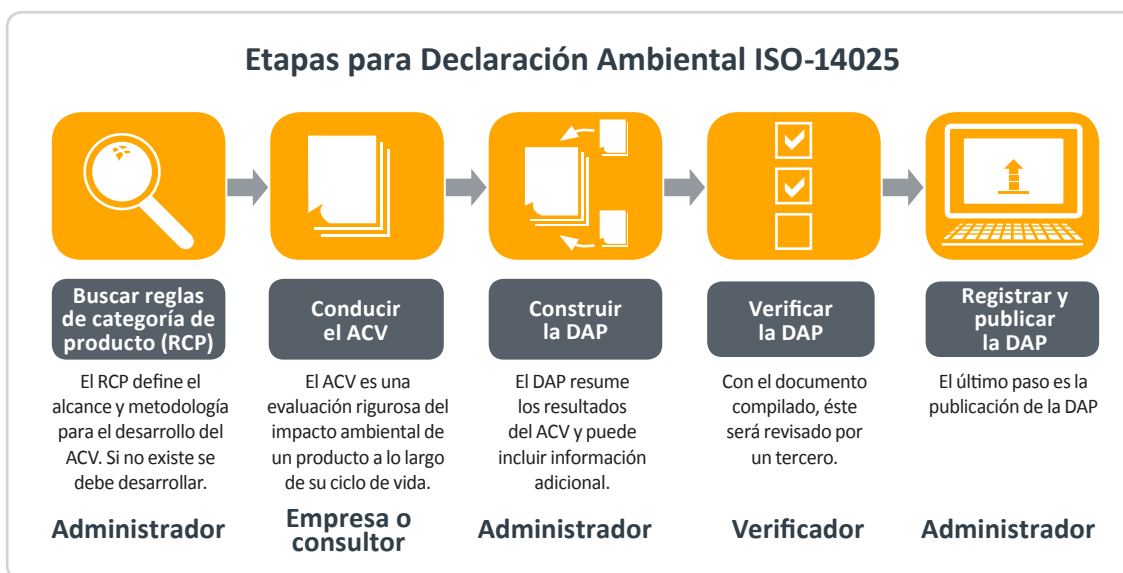 Etapas para Declaración Ambiental ISO-14025
Buscar reglas
de categoría de
producto (RCP)
El RCP define el
alcance y metodología
para el desarrollo del
ACV. Si no existe se
debe desarrollar.
Administrador
Conducir
el ACV
El ACV es una
evaluación rigurosa del
impacto ambiental de
un producto a lo largo
de su ciclo de vida.
Empresa o
consultor
Construir
la DAP
El DAP resume
los resultados
del ACV y puede
incluir información
adicional.
Administrador
Verificar
la DAP
Con el documento
compilado, éste
será revisado por
un tercero.
Verificador
Registrar y
publicar
la DAP
El último paso es la
publicación de la DAP
Administrador